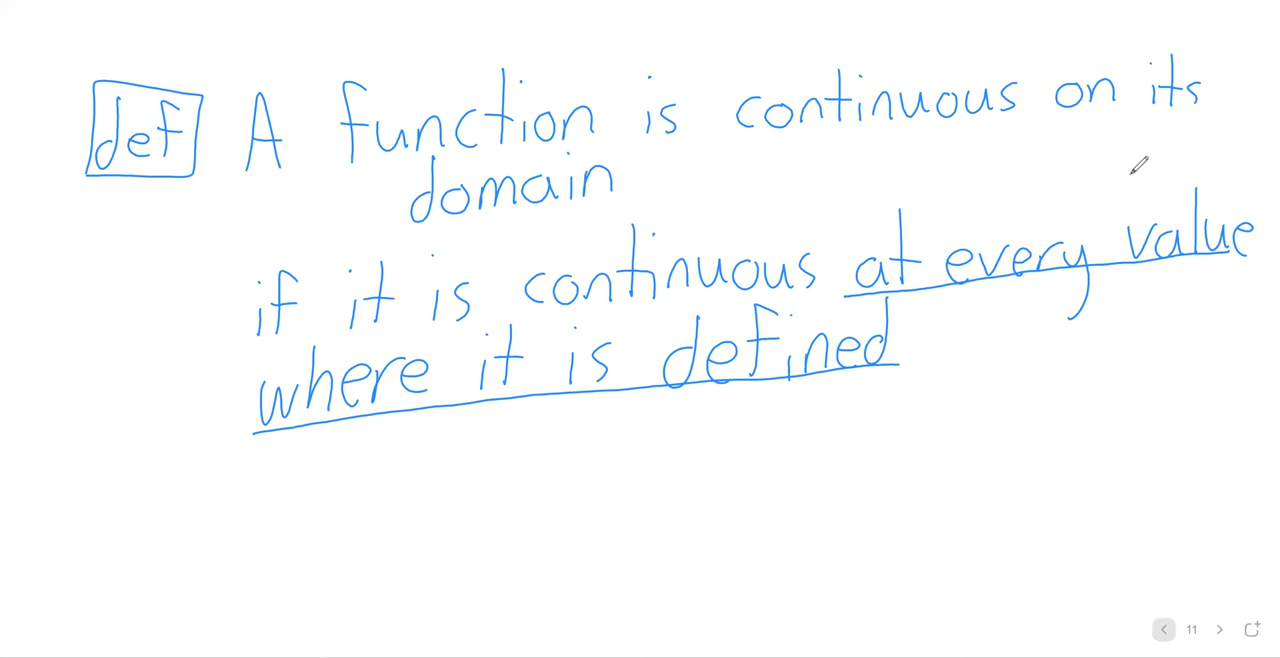 def A function is continuous on its
domain
if it is continuous at every value
where it is defined
11